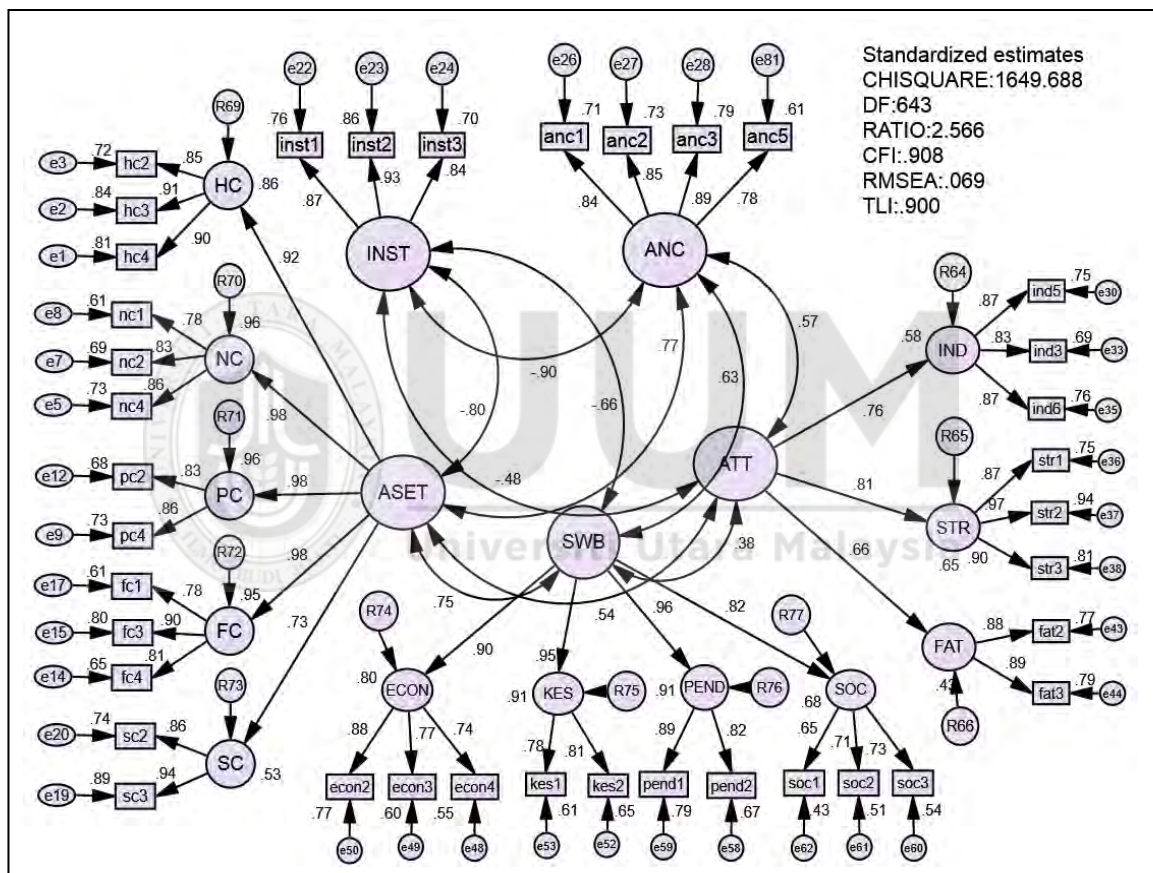 Standardized estimates
CHISQUARE:1649.688
DF:643
RATIO:2.566
CFI:.908
RMSEA:.069
TLI:.900
e22 e23 e24
.76 .86 .70
inst1 inst2 inst3
.87 .93 .84
INST
e26 e27 e28 e81
.71 .73 .79 .61
anc1 anc2 anc3 anc5
.84 .85 .89 .78
ANC
R69
e3 .72 hc2 .85
e2 .84 hc3 .91 HC .86
e1 .81 hc4 .90
.92
R70
e8 .61 nc1 .78 .96
e7 .69 nc2 .83 NC
e5 .73 nc4 .86
.98
R71
e12 .68 pc2 .83 .96
PC .98
e9 .73 pc4 .86
R72
.98
e17 .61 fc1 .78 .95
e15 .80 fc3 .90 FC
e14 .65 fc4 .81
.73
R73
e20 .74 sc2 .86
SC .53
e19 .89 sc3 .94
ASET
-.90
-.80
-.66
-.48
.77
.63
.57
.38
.75
.54
.54
ATT
SWB
UUM
Universiti Utara Malaysia
R64
.76 .58 IND
.87 ind5 .75 e30
.83 ind3 .69 e33
.87 ind6 .76 e35
R65
.81 STR .65
.87 str1 .75 e36
.97 str2 .94 e37
.90 str3 .81 e38
.66 FAT .43
.88 fat2 .77 e43
.89 fat3 .79 e44
R66
R74 .90 .95 .96 .82 R77
.80 ECON .91 KES R75 .91 PEND R76 .68 SOC
.88 .77 .74 .78 .81 .89 .82 .65 .71 .73
econ2 econ3 econ4 kes1 kes2 pend1 pend2 soc1 soc2 soc3
.77 .60 .55 .61 .65 .79 .67 .43 .51 .54
e50 e49 e48 e53 e52 e59 e58 e62 e61 e60